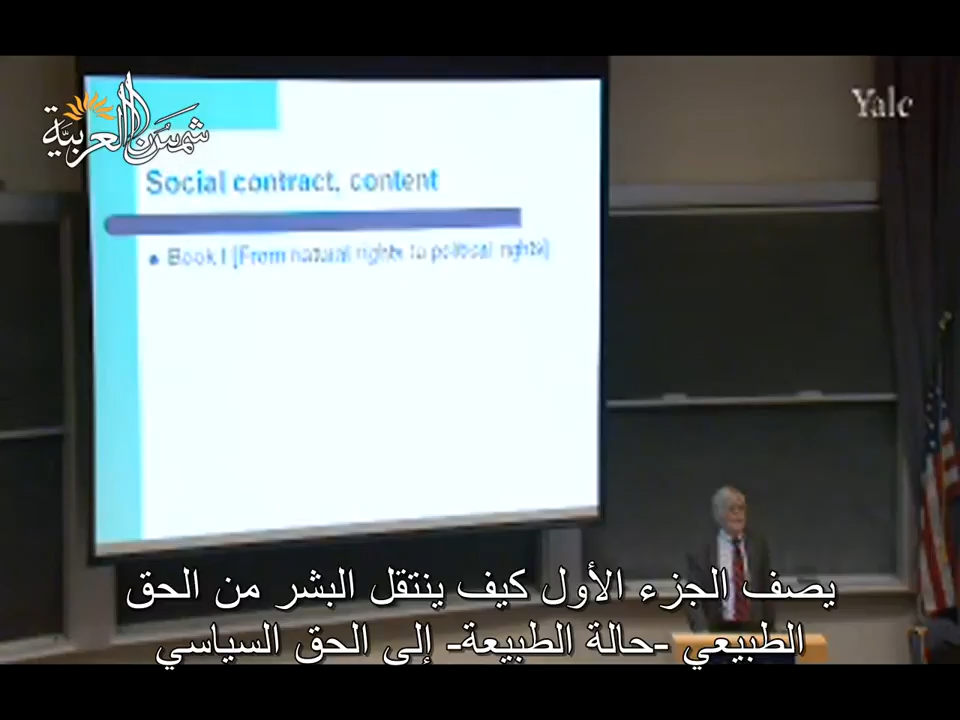 شمس العربية
Yale
Social contract, content
Book I [From natural rights to political rights]
يصف الجزء الأول كيف ينتقل البشر من الحق
الطبيعي -حالة الطبيعة- إلى الحق السياسي